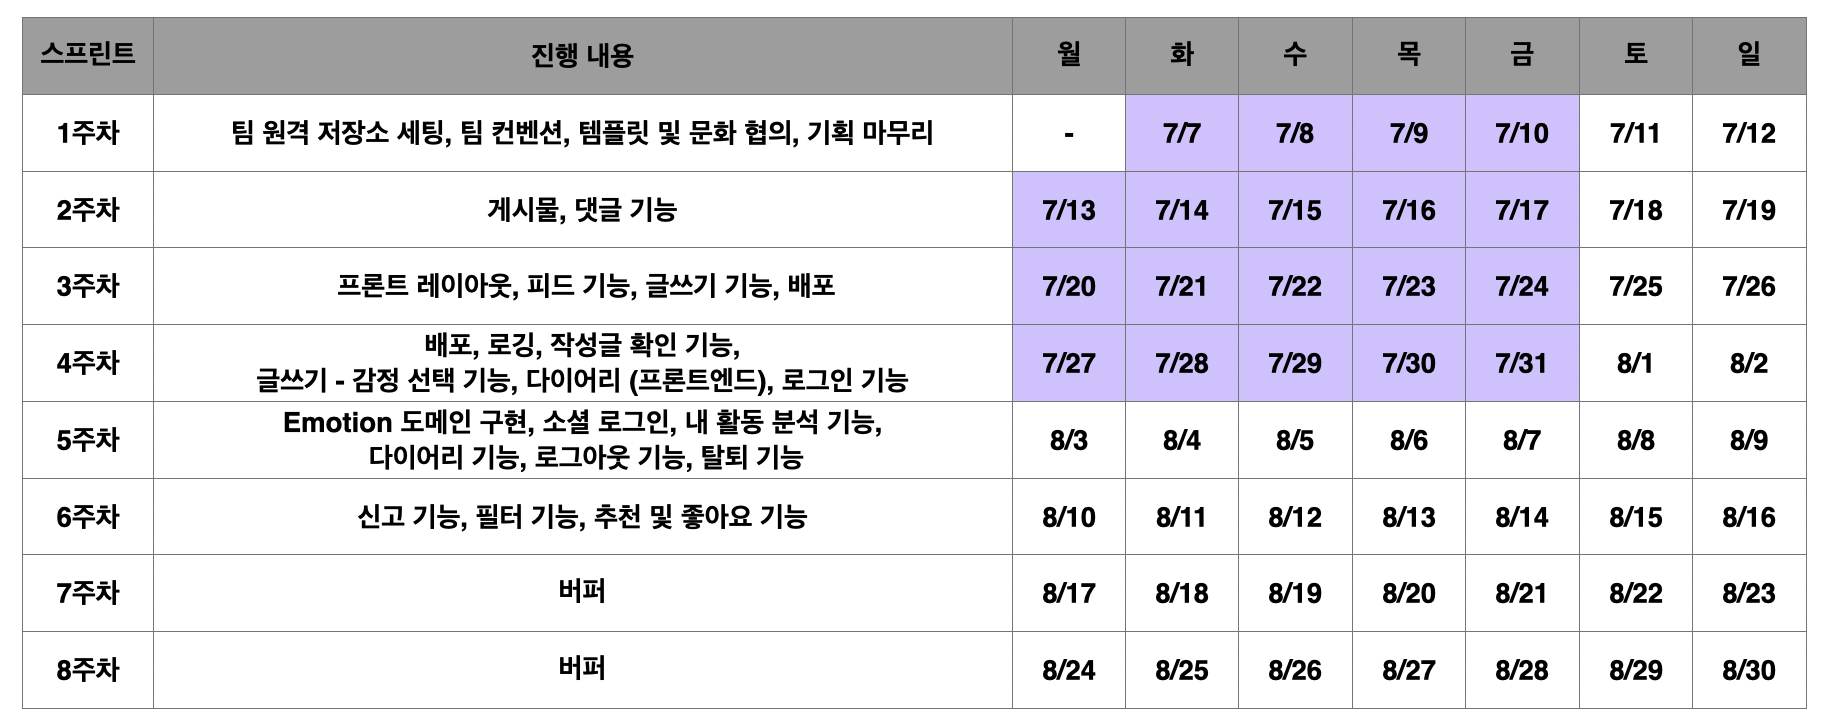 스프린트 진행 내용 월 화 수 목 금 토 일
1주차 팀 원격 저장소 세팅, 팀 컨벤션, 템플릿 및 문화 협의, 기획 마무리 - 7/7 7/8 7/9 7/10 7/11 7/12
2주차 게시물, 댓글 기능 7/13 7/14 7/15 7/16 7/17 7/18 7/19
3주차 프론트 레이아웃, 피드 기능, 글쓰기 기능, 배포 7/20 7/21 7/22 7/23 7/24 7/25 7/26
4주차 배포, 로깅, 작성글 확인 기능,
글쓰기 - 감정 선택 기능, 다이어리 (프론트엔드), 로그인 기능 7/27 7/28 7/29 7/30 7/31 8/1 8/2
5주차 Emotion 도메인 구현, 소셜 로그인, 내 활동 분석 기능,
다이어리 기능, 로그아웃 기능, 탈퇴 기능 8/3 8/4 8/5 8/6 8/7 8/8 8/9
6주차 신고 기능, 필터 기능, 추천 및 좋아요 기능 8/10 8/11 8/12 8/13 8/14 8/15 8/16
7주차 버퍼 8/17 8/18 8/19 8/20 8/21 8/22 8/23
8주차 버퍼 8/24 8/25 8/26 8/27 8/28 8/29 8/30